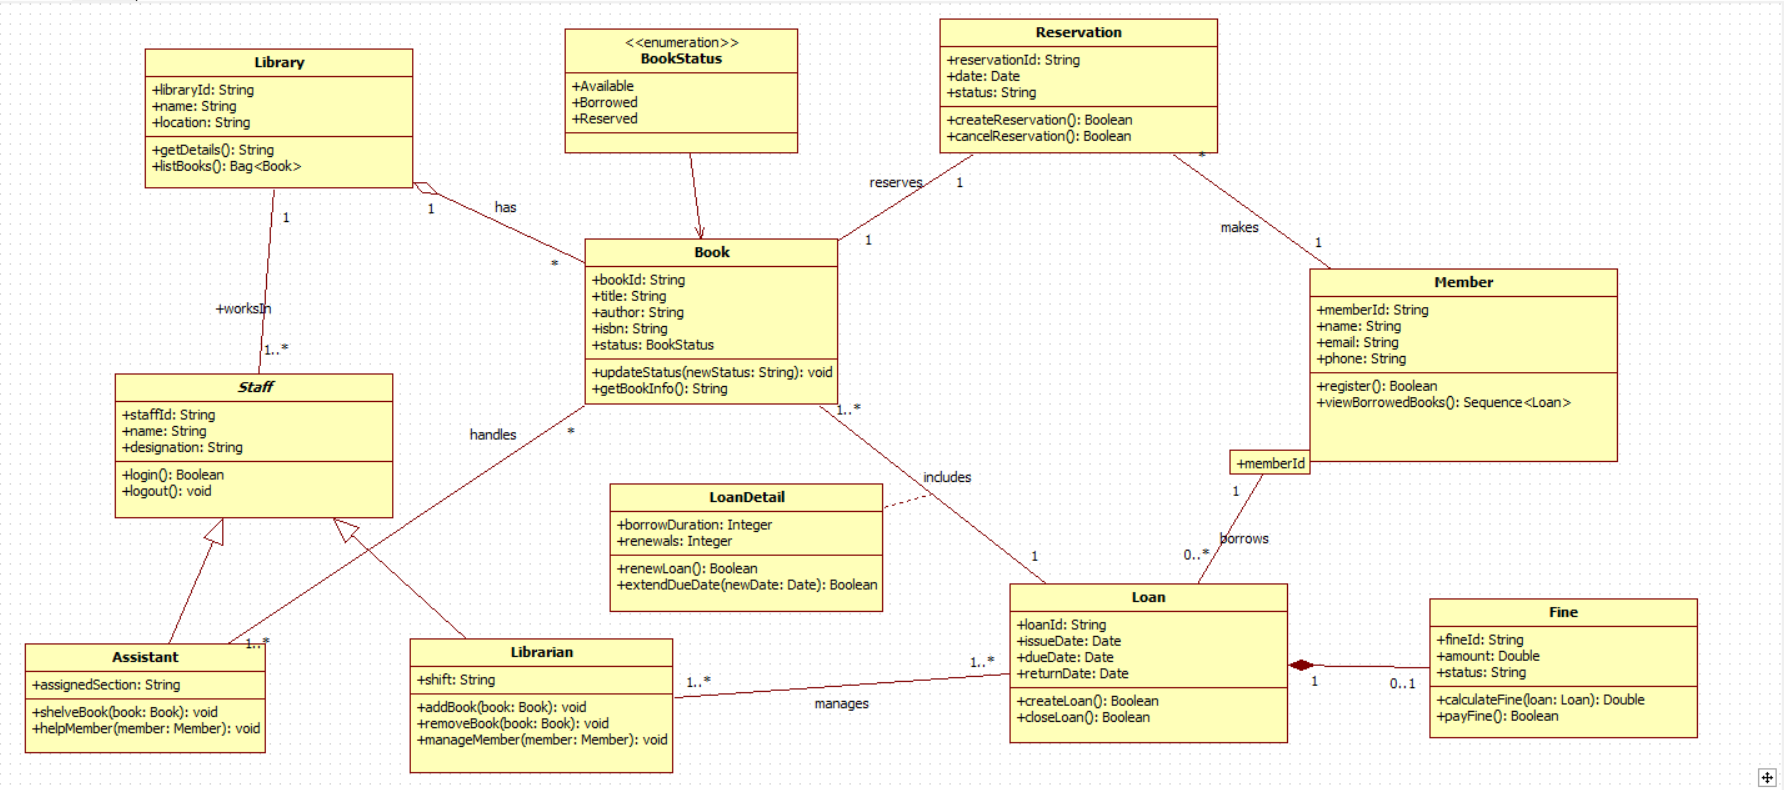 Library
+libraryId: String
+name: String
+location: String
+getDetails(): String
+listBooks(): Bag<Book>
<<enumeration>>
BookStatus
+Available
+Borrowed
+Reserved
Reservation
+reservationId: String
+date: Date
+status: String
+createReservation(): Boolean
+cancelReservation(): Boolean
1
has
1
*
reserves
1
1
*
makes
1
+worksIn
1..*
Book
+bookId: String
+title: String
+author: String
+isbn: String
+status: BookStatus
+updateStatus(newStatus: String): void
+getBookInfo(): String
Member
+memberId: String
+name: String
+email: String
+phone: String
+register(): Boolean
+viewBorrowedBooks(): Sequence<Loan>
+memberId
1
borrows
0..*
Staff
+staffId: String
+name: String
+designation: String
+login(): Boolean
+logout(): void
handles
*
1..*
1..*
includes
1
LoanDetail
+borrowDuration: Integer
+renewals: Integer
+renewLoan(): Boolean
+extendDueDate(newDate: Date): Boolean
Assistant
+assignedSection: String
+shelveBook(book: Book): void
+helpMember(member: Member): void
Librarian
+shift: String
+addBook(book: Book): void
+removeBook(book: Book): void
+manageMember(member: Member): void
1..*
manages
1..*
Loan
+loanId: String
+issueDate: Date
+dueDate: Date
+returnDate: Date
+createLoan(): Boolean
+closeLoan(): Boolean
1
0..1
Fine
+fineId: String
+amount: Double
+status: String
+calculateFine(loan: Loan): Double
+payFine(): Boolean